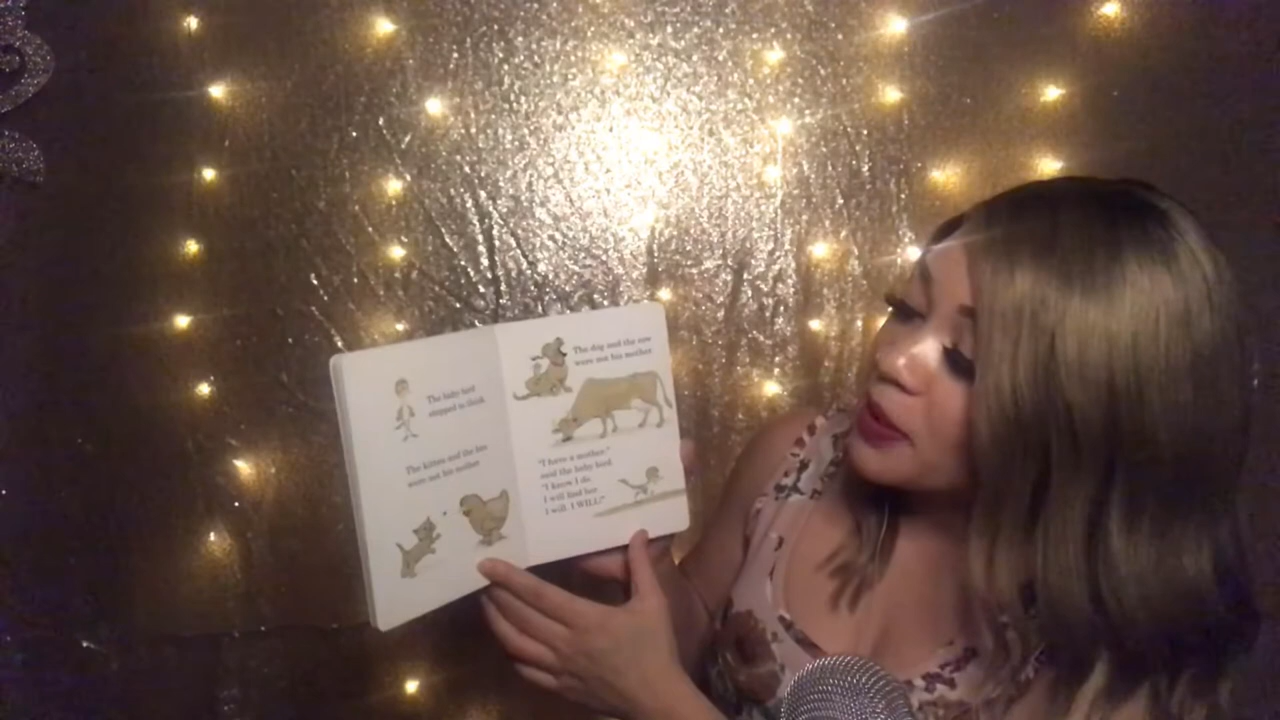 The baby bird
stopped to think.
The kitten and the hen
were not his mother.
The dog and the cow
were not his mother.
"I have a mother,"
said the baby bird.
"I know I do.
I will find her.
I will. I WILL!"